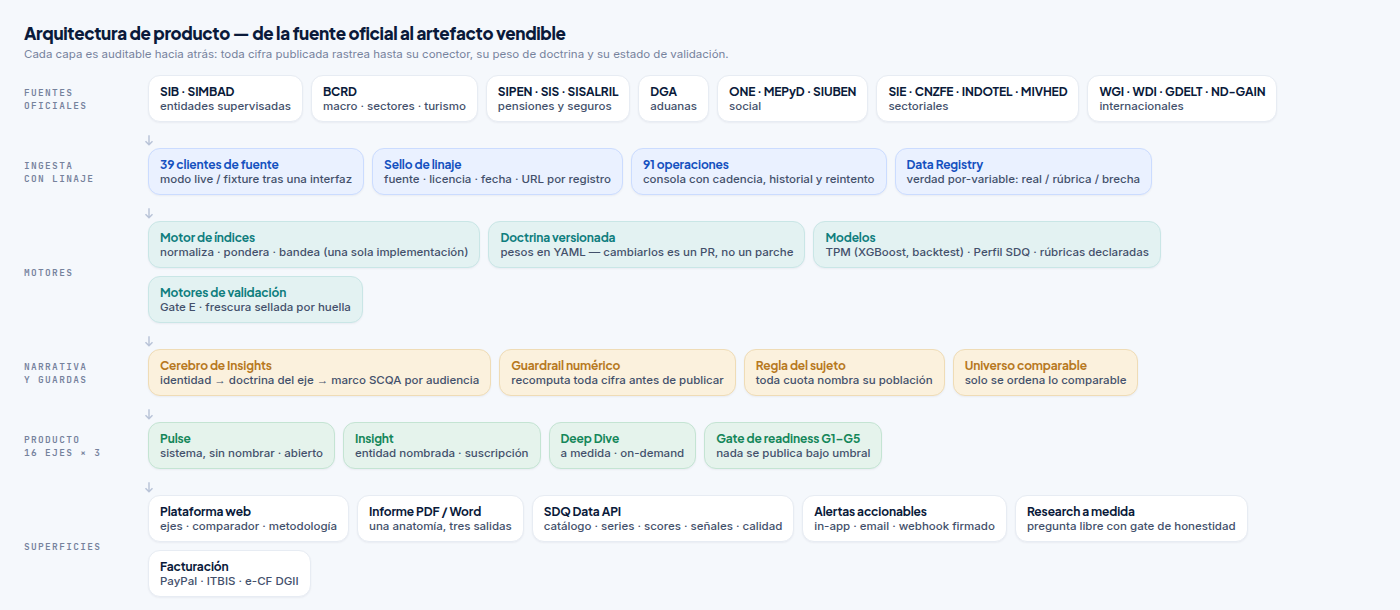 Arquitectura de producto — de la fuente oficial al artefacto vendible
Cada capa es auditable hacia atrás: toda cifra publicada rastrea hasta su conector, su peso de doctrina y su estado de validación.
FUENTES
OFICIALES
SIB · SIMBAD
entidades supervisadas
BCRD
macro · sectores · turismo
SIPEN · SIS · SISALRIL
pensiones y seguros
DGA
aduanas
ONE · MEPyD · SIUBEN
social
SIE · CNZFE · INDOTEL · MIVHED
sectoriales
WGI · WDI · GDELT · ND-GAIN
internacionales
↓
INGESTA
CON LINAJE
39 clientes de fuente
modo live / fixture tras una interfaz
Sello de linaje
fuente · licencia · fecha · URL por registro
91 operaciones
consola con cadencia, historial y reintento
Data Registry
verdad por-variable: real / rúbrica / brecha
↓
MOTORES
Motor de índices
normaliza · pondera · bandea (una sola implementación)
Doctrina versionada
pesos en YAML — cambiarlos es un PR, no un parche
Modelos
TPM (XGBoost, backtest) · Perfil SDQ · rúbricas declaradas
Motores de validación
Gate E · frescura sellada por huella
↓
NARRATIVA
Y GUARDAS
Cerebro de Insights
identidad → doctrina del eje → marco SCQA por audiencia
Guardrail numérico
recomputa toda cifra antes de publicar
Regla del sujeto
toda cuota nombra su población
Universo comparable
solo se ordena lo comparable
↓
PRODUCTO
16 EJES × 3
Pulse
sistema, sin nombrar · abierto
Insight
entidad nombrada · suscripción
Deep Dive
a medida · on-demand
Gate de readiness G1–G5
nada se publica bajo umbral
↓
SUPERFICIES
Plataforma web
ejes · comparador · metodología
Informe PDF / Word
una anatomía, tres salidas
SDQ Data API
catálogo · series · scores · señales · calidad
Alertas accionables
in-app · email · webhook firmado
Research a medida
pregunta libre con gate de honestidad
Facturación
PayPal · ITBIS · e-CF DGII